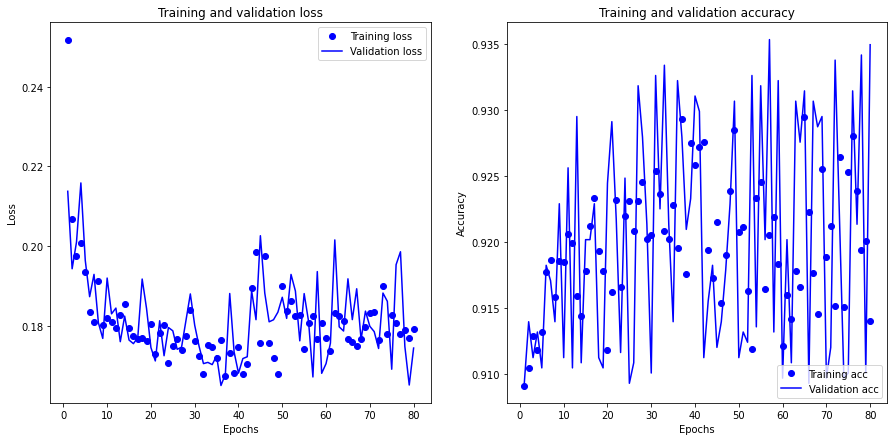 Training and validation loss
Training loss
Validation loss
0.24
0.22
0.20
0.18
Loss
0
10
20
30
40
50
60
70
80
Epochs
Training and validation accuracy
0.935
0.930
0.925
0.920
0.915
0.910
Accuracy
Training acc
Validation acc
0
10
20
30
40
50
60
70
80
Epochs